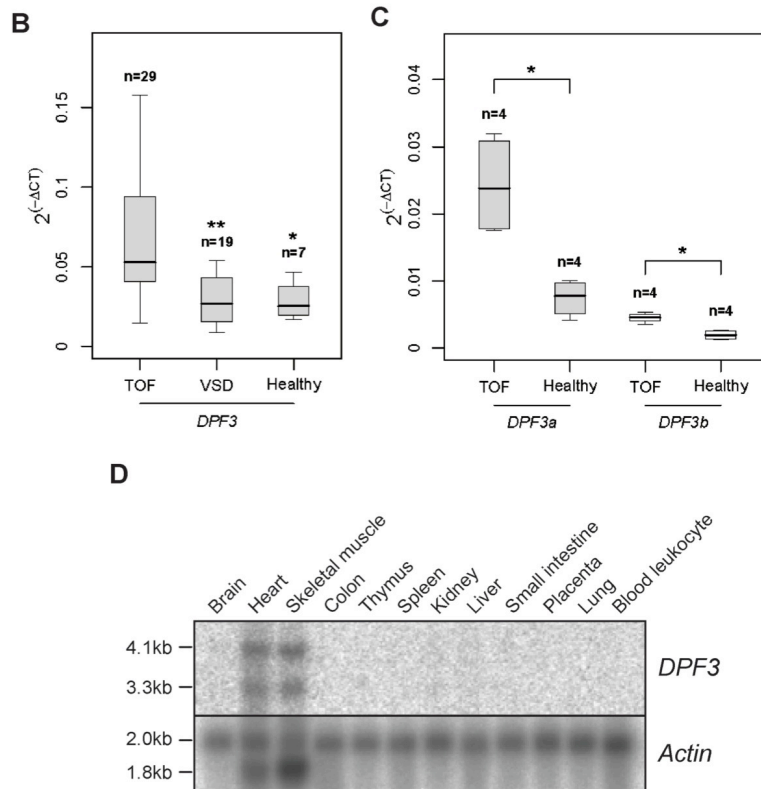 B
n=29
0.15
0.1
0.05
0
2(-ΔCT)
**
n=19
*
n=7
TOF VSD Healthy
DPF3
C
0.04
0.03
0.02
0.01
0
2(-ΔCT)
*
n=4
n=4
*
n=4
n=4
TOF Healthy TOF Healthy
DPF3a DPF3b
D
Brain Heart Skeletal muscle Colon Thymus Spleen Kidney Liver Small intestine Placenta Lung Blood leukocyte
4.1kb
3.3kb
DPF3
2.0kb
1.8kb
Actin